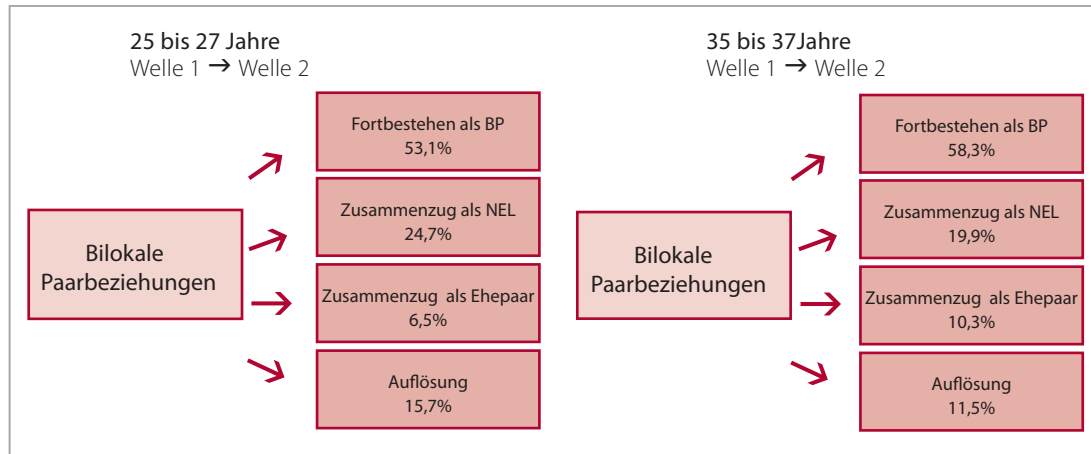 25 bis 27 Jahre
Welle 1 → Welle 2
Bilokale
Paarbeziehungen
Fortbestehen als BP
53,1%
Zusammenzug als NEL
24,7%
Zusammenzug als Ehepaar
6,5%
Auflösung
15,7%
35 bis 37Jahre
Welle 1 → Welle 2
Bilokale
Paarbeziehungen
Fortbestehen als BP
58,3%
Zusammenzug als NEL
19,9%
Zusammenzug als Ehepaar
10,3%
Auflösung
11,5%